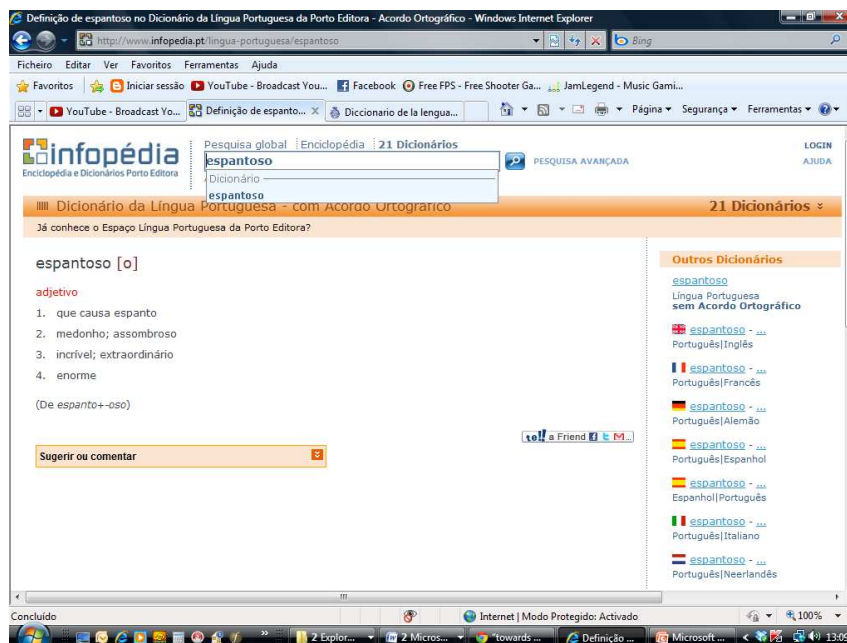 Definição de espantoso no Dicionário da Língua Portuguesa da Porto Editora - Acordo Ortográfico - Windows Internet Explorer
http://www.infopedia.pt/lingua-portuguesa/espantoso
Bing
Ficheiro Editar Ver Favoritos Ferramentas Ajuda
Favoritos Iniciar sessão YouTube - Broadcast You... Facebook Free FPS - Free Shooter Ga... JamLegend - Music Gami...
YouTube - Broadcast Yo... Definição de espanto... X Diccionario de la lengua... Página Segurança Ferramentas
infopédia
Enciclopédia e Dicionários Porto Editora
Pesquisa global Enciclopédia 21 Dicionários
espantoso
PESQUISA AVANÇADA
LOGIN
AJUDA
Dicionário
espantoso
Dicionário da Língua Portuguesa - com Acordo Ortográfico
21 Dicionários
Já conhece o Espaço Língua Portuguesa da Porto Editora?
espantoso [o]
adjetivo
1. que causa espanto
2. medonho; assombroso
3. incrível; extraordinário
4. enorme
(De espanto+-oso)
tell a Friend
Sugerir ou comentar
Outros Dicionários
espantoso
Língua Portuguesa
sem Acordo Ortográfico
espantoso - ...
Português|Inglês
espantoso - ...
Português|Francês
espantoso - ...
Português|Alemão
espantoso - ...
Português|Espanhol
espantoso - ...
Espanhol|Português
espantoso - ...
Português|Italiano
espantoso - ...
Português|Neerlandês
Concluído
Internet | Modo Protegido: Activado
100%
2 Explor... 2 Micros... "towards ... Definição ... Microsoft ... 13:09